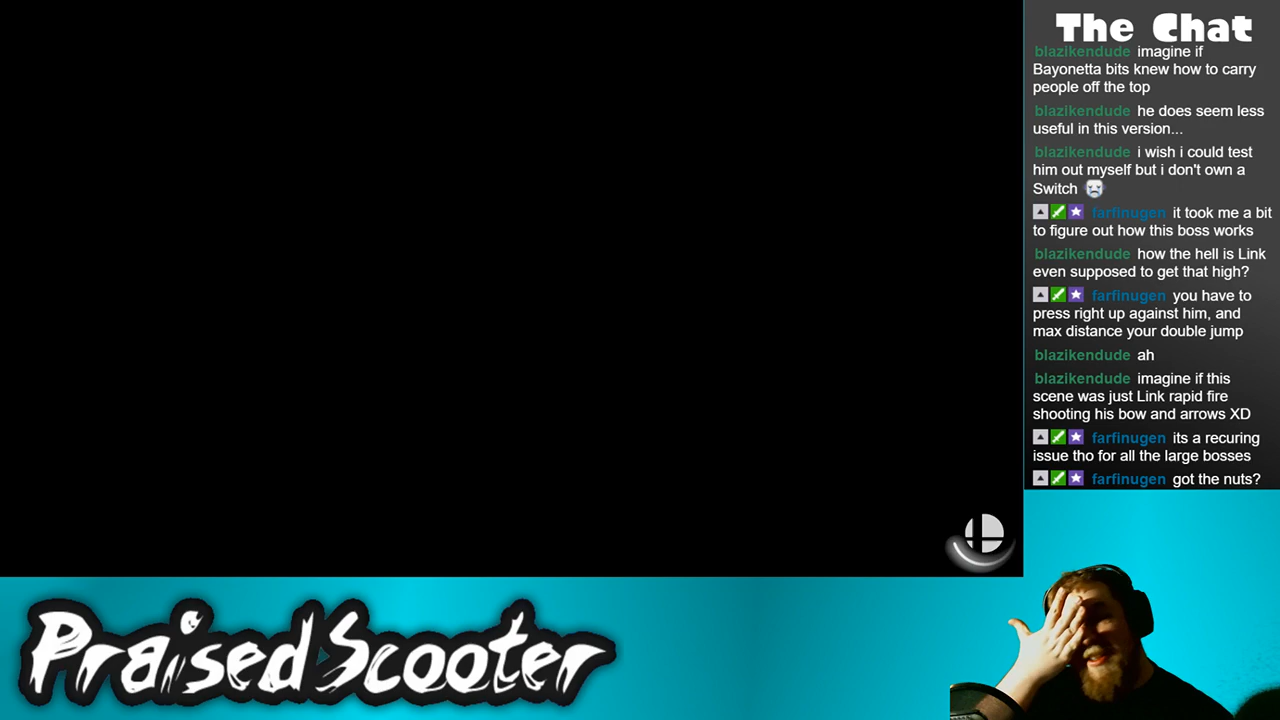 The Chat
blazikendude imagine if
Bayonetta bits knew how to carry
people off the top
blazikendude he does seem less
useful in this version...
blazikendude i wish i could test
him out myself but i don't own a
Switch
farfinugen it took me a bit
to figure out how this boss works
blazikendude how the hell is Link
even supposed to get that high?
farfinugen you have to
press right up against him, and
max distance your double jump
blazikendude ah
blazikendude imagine if this
scene was just Link rapid fire
shooting his bow and arrows XD
farfinugen its a recuring
issue tho for all the large bosses
farfinugen got the nuts?
PraisedScooter